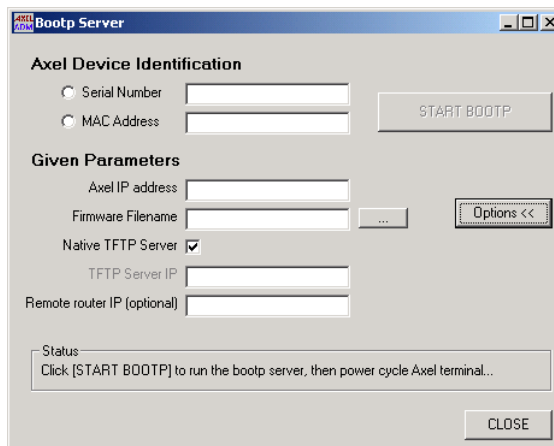 AXEL
ADM
Bootp Server
Axel Device Identification
Serial Number
MAC Address
START BOOTP
Given Parameters
Axel IP address
Firmware Filename
...
Options <<
Native TFTP Server
TFTP Server IP
Remote router IP (optional)
Status
Click [START BOOTP] to run the bootp server, then power cycle Axel terminal...
CLOSE